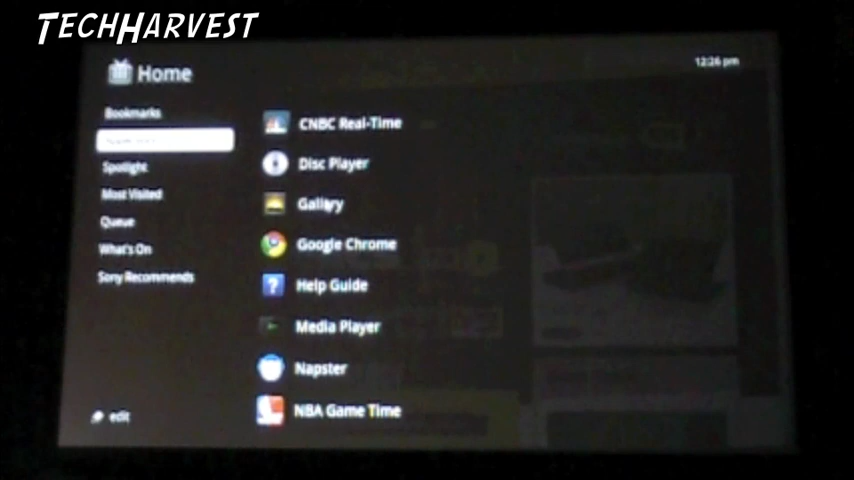 TECHHARVEST
Home
12:26 pm
Bookmarks
Spotlight
Most Visited
Queue
What's On
Sony Recommends
edit
CNBC Real-Time
Disc Player
Gallery
Google Chrome
Help Guide
Media Player
Napster
NBA Game Time